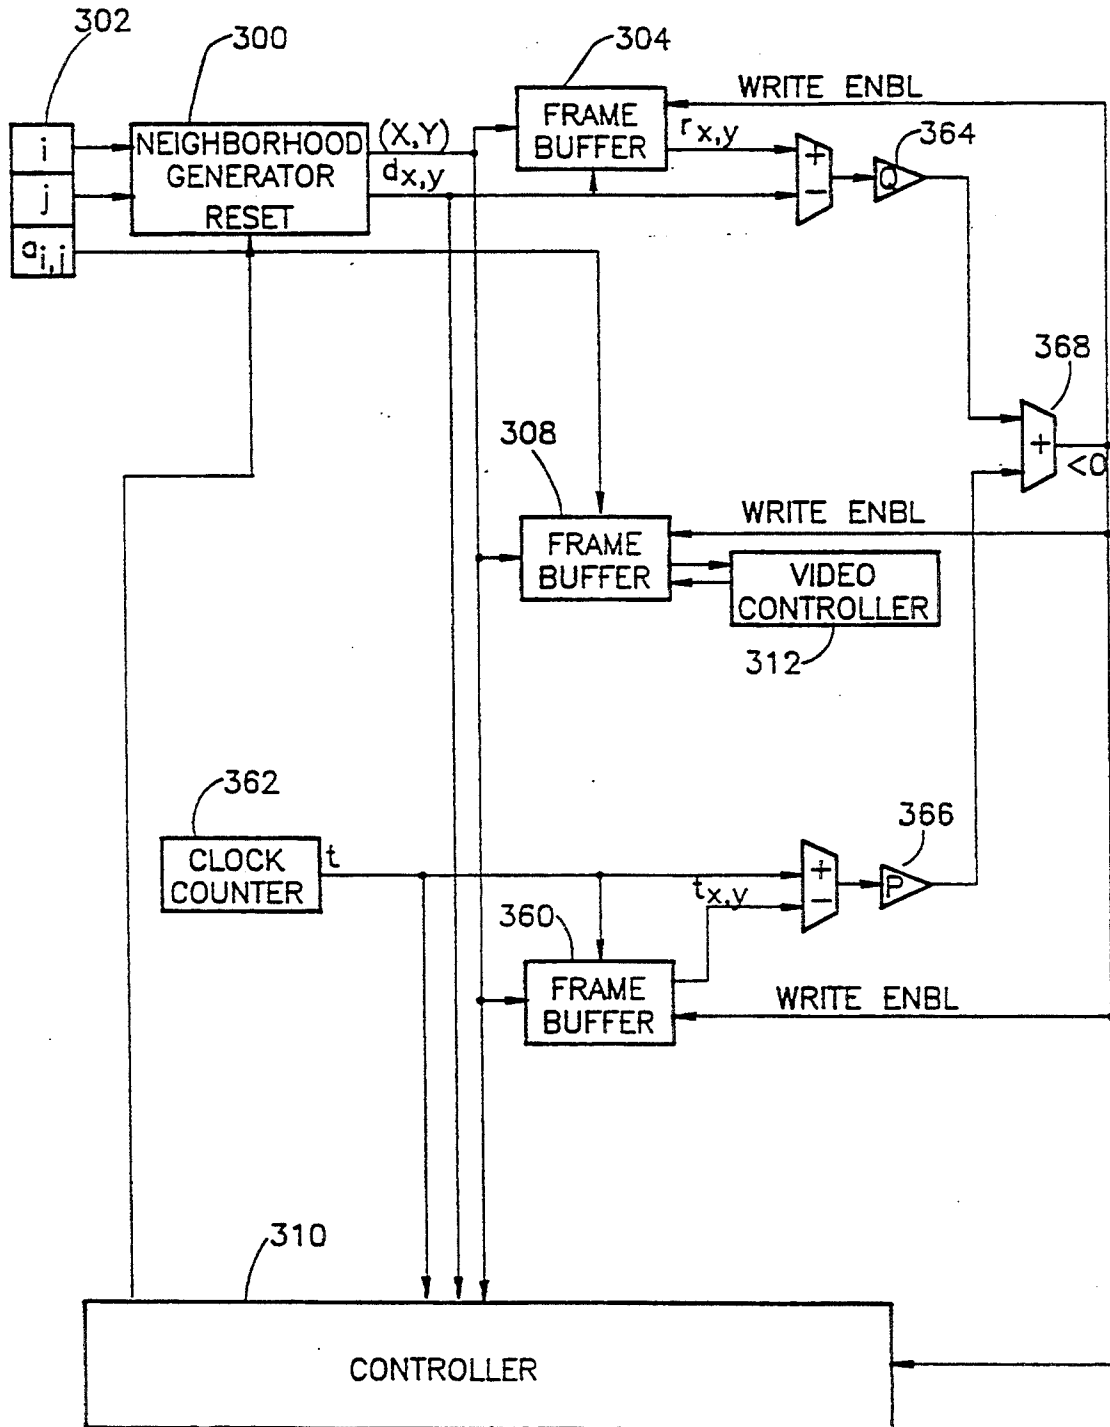 302
300
304
WRITE ENBL
i
j
a i,j
NEIGHBORHOOD
GENERATOR
RESET
(X,Y)
d x,y
FRAME
BUFFER
r x,y
+
−
Q
364
368
+
<0
308
FRAME
BUFFER
WRITE ENBL
VIDEO
CONTROLLER
312
362
CLOCK
COUNTER
t
t x,y
+
−
P
366
360
FRAME
BUFFER
WRITE ENBL
310
CONTROLLER